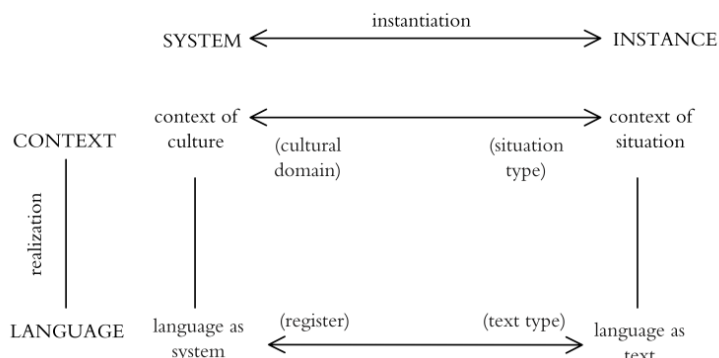 instantiation
SYSTEM INSTANCE
context of culture
(cultural domain)
(situation type)
context of situation
CONTEXT
realization
LANGUAGE
language as system
(register)
(text type)
language as text